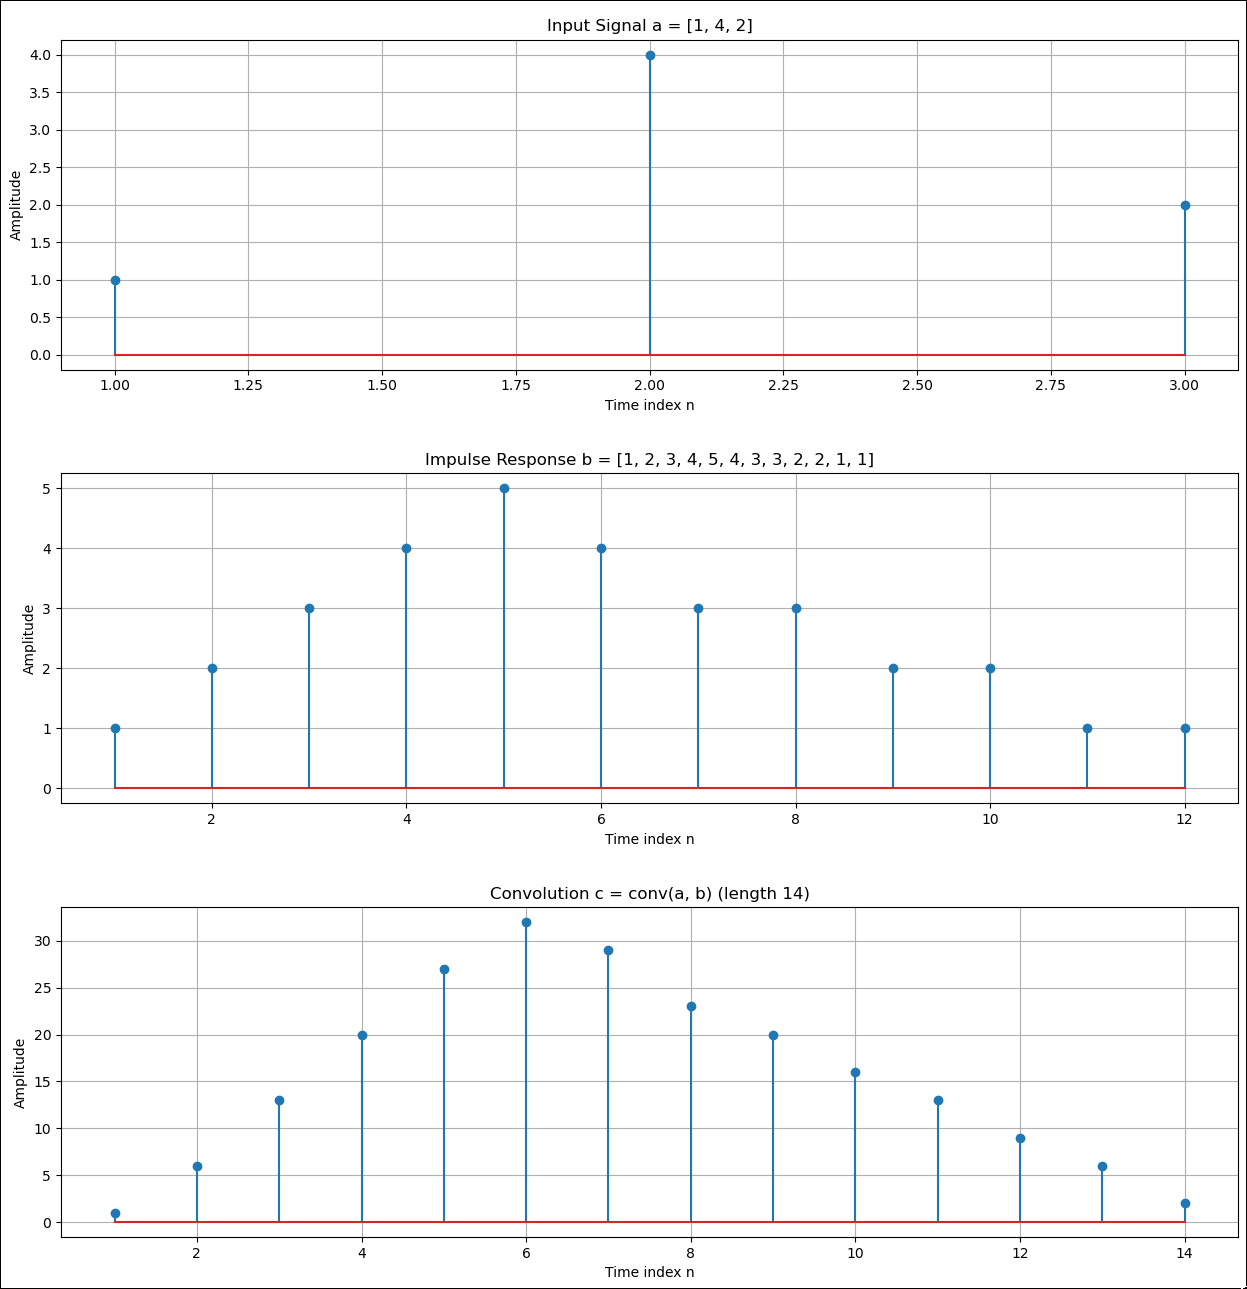 Input Signal a = [1, 4, 2]
4.0
3.5
3.0
2.5
2.0
1.5
1.0
0.5
0.0
Amplitude
1.00 1.25 1.50 1.75 2.00 2.25 2.50 2.75 3.00
Time index n
Impulse Response b = [1, 2, 3, 4, 5, 4, 3, 3, 2, 2, 1, 1]
5
4
3
2
1
0
Amplitude
2 4 6 8 10 12
Time index n
Convolution c = conv(a, b) (length 14)
30
25
20
15
10
5
0
Amplitude
2 4 6 8 10 12 14
Time index n